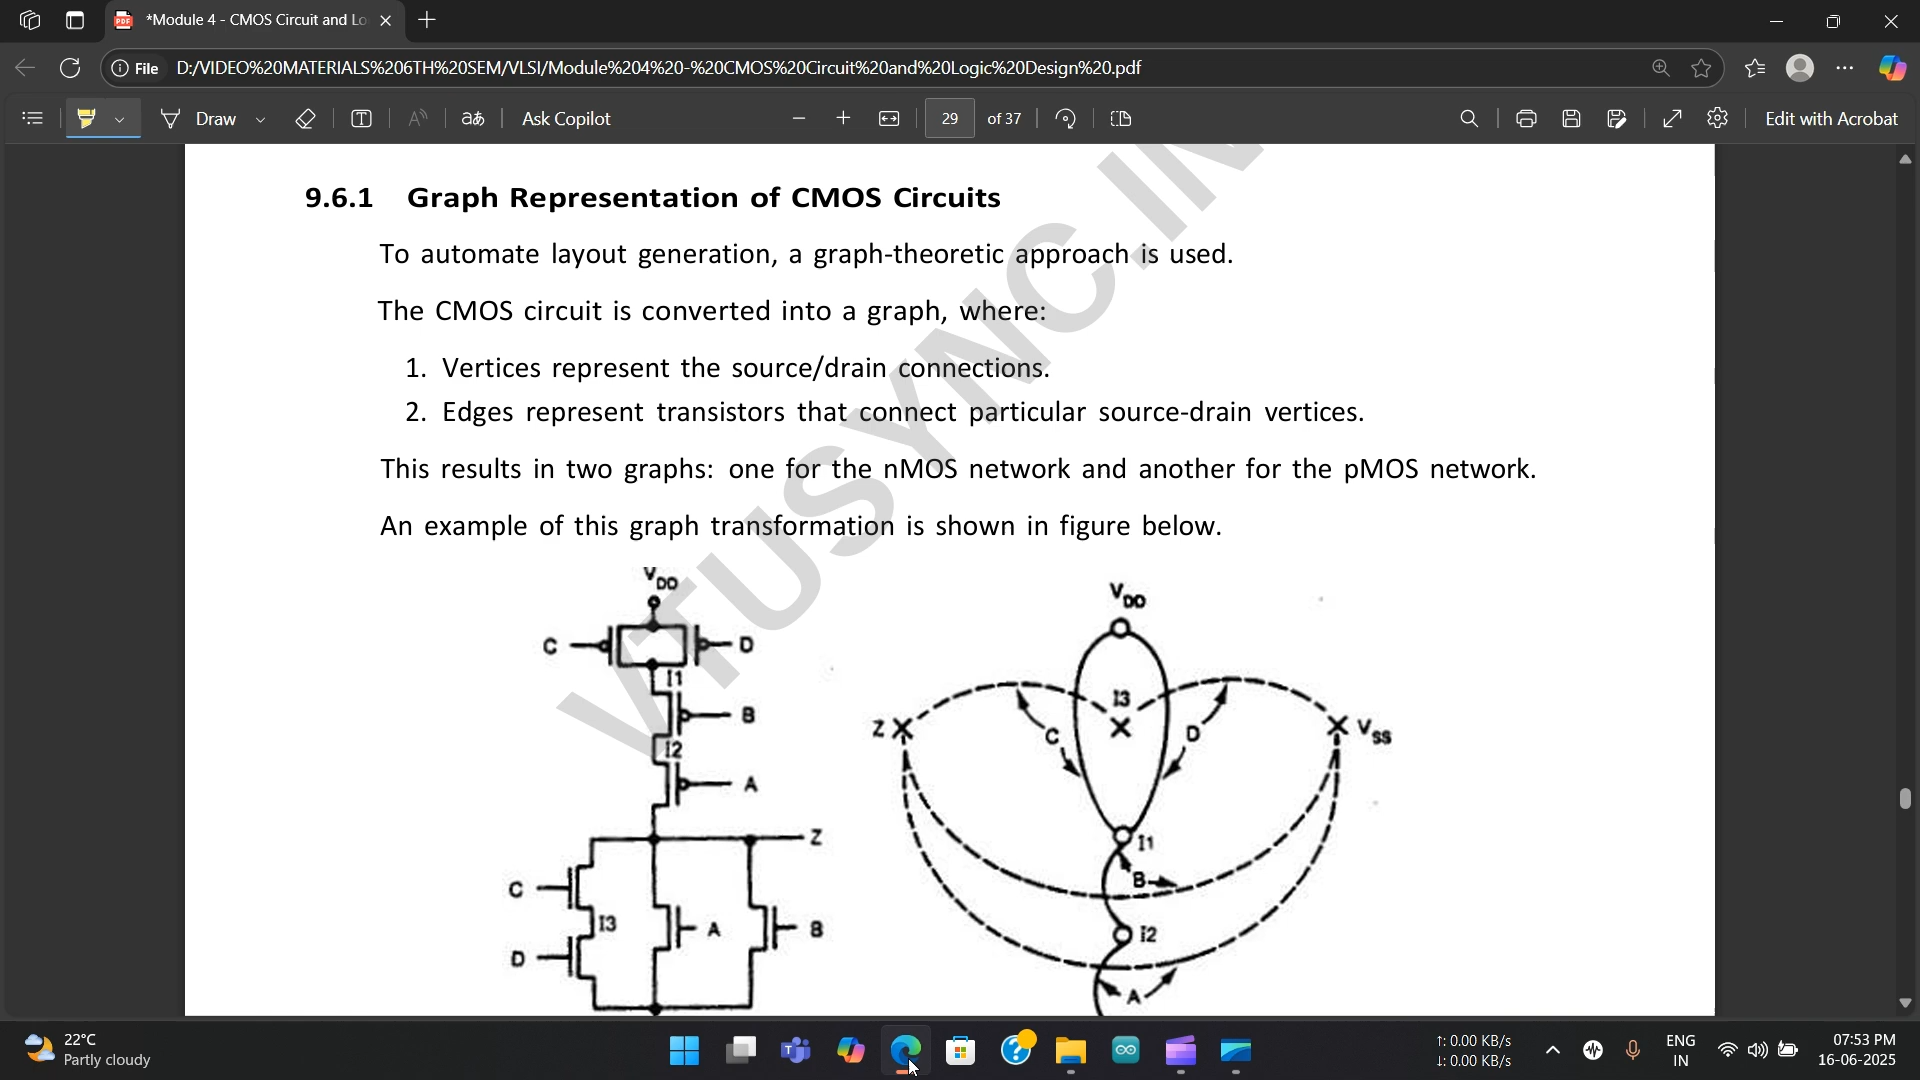 *Module 4 - CMOS Circuit and Lo
File D:/VIDEO%20MATERIALS%206TH%20SEM/VLSI/Module%204%20-%20CMOS%20Circuit%20and%20Logic%20Design%20.pdf
Draw T aあ Ask Copilot 29 of 37 Edit with Acrobat
9.6.1 Graph Representation of CMOS Circuits
To automate layout generation, a graph-theoretic approach is used.
The CMOS circuit is converted into a graph, where:
1. Vertices represent the source/drain connections.
2. Edges represent transistors that connect particular source-drain vertices.
This results in two graphs: one for the nMOS network and another for the pMOS network.
An example of this graph transformation is shown in figure below.
VTUSYNC.IN
VDD
C D
I1
B
I2
A
Z
C
I3 A B
D
VDD
I3
Z C D VSS
I1
B
I2
A
22°C
Partly cloudy
↑: 0.00 KB/s
↓: 0.00 KB/s
ENG
IN
07:53 PM
16-06-2025